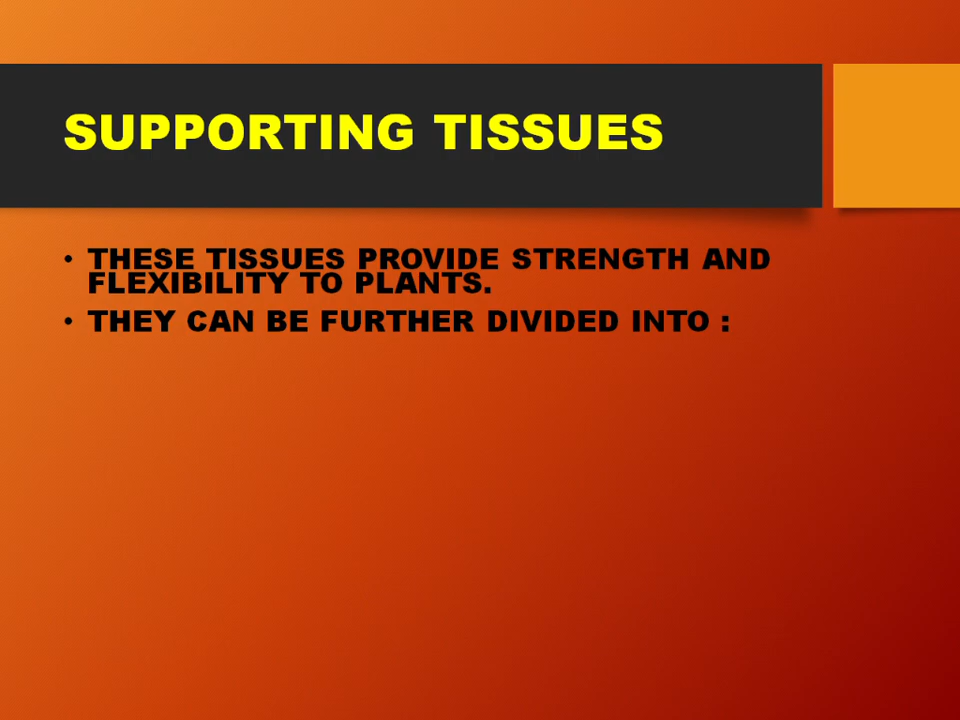 SUPPORTING TISSUES
• THESE TISSUES PROVIDE STRENGTH AND
FLEXIBILITY TO PLANTS.
• THEY CAN BE FURTHER DIVIDED INTO :